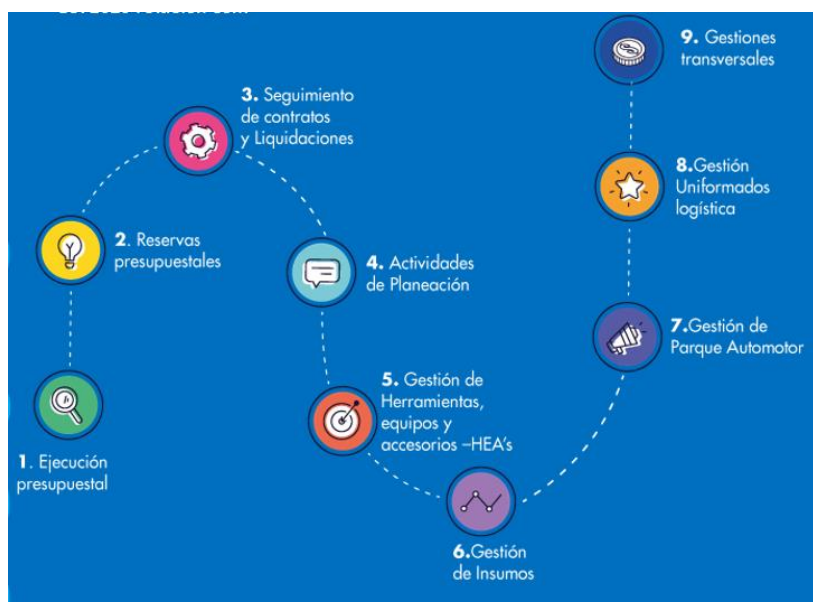 1. Ejecución
presupuestal
2. Reservas
presupuestales
3. Seguimiento
de contratos
y Liquidaciones
4. Actividades
de Planeación
5. Gestión de
Herramientas,
equipos y
accesorios –HEA's
6.Gestión
de Insumos
7.Gestión de
Parque Automotor
8.Gestión
Uniformados
logística
9. Gestiones
transversales